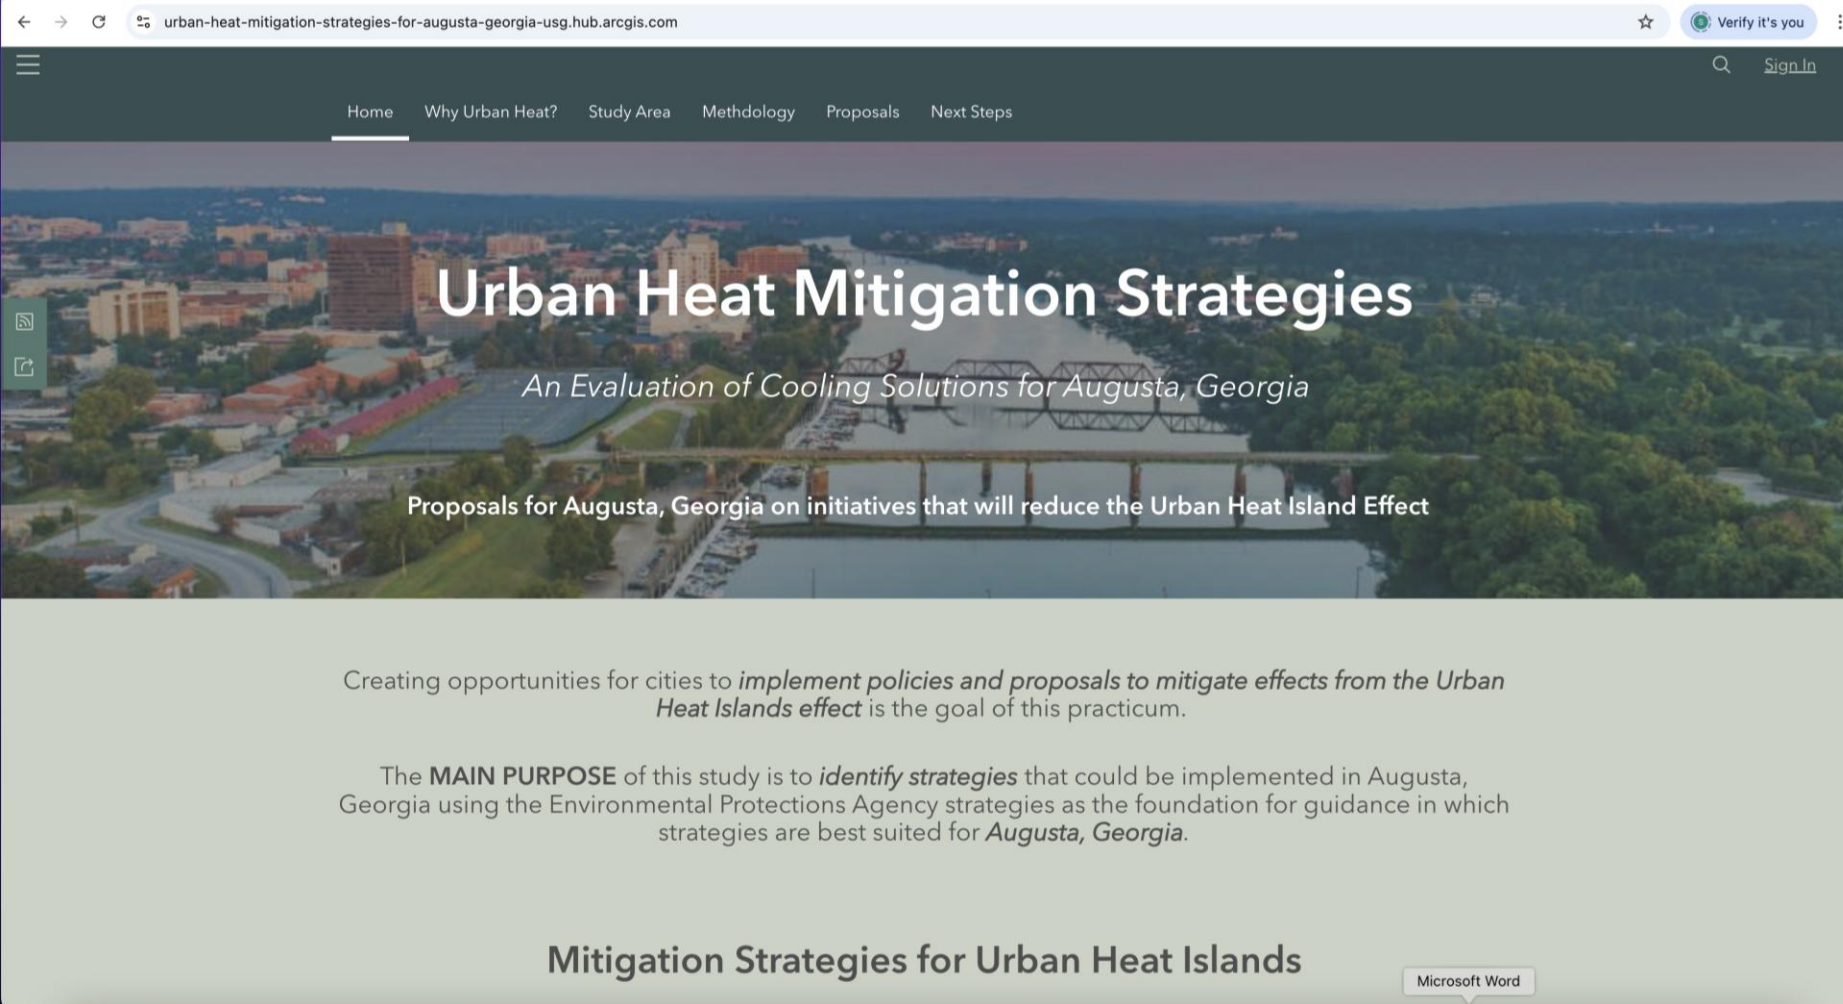 urban-heat-mitigation-strategies-for-augusta-georgia-usg.hub.arcgis.com
Verify it's you
Sign In
Home Why Urban Heat? Study Area Methdology Proposals Next Steps
Urban Heat Mitigation Strategies
An Evaluation of Cooling Solutions for Augusta, Georgia
Proposals for Augusta, Georgia on initiatives that will reduce the Urban Heat Island Effect
Creating opportunities for cities to implement policies and proposals to mitigate effects from the Urban
Heat Islands effect is the goal of this practicum.
The MAIN PURPOSE of this study is to identify strategies that could be implemented in Augusta,
Georgia using the Environmental Protections Agency strategies as the foundation for guidance in which
strategies are best suited for Augusta, Georgia.
Mitigation Strategies for Urban Heat Islands
Microsoft Word